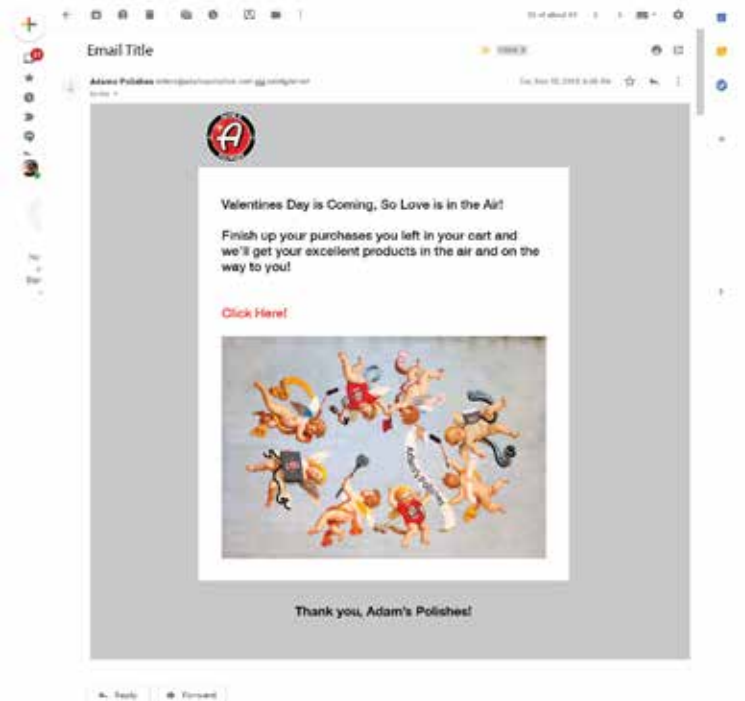 Email Title
Adams Polishes
Valentines Day is Coming, So Love is in the Air!
Finish up your purchases you left in your cart and
we'll get your excellent products in the air and on the
way to you!
Click Here!
Adam's Polishes
Thank you, Adam's Polishes!
Reply
Forward